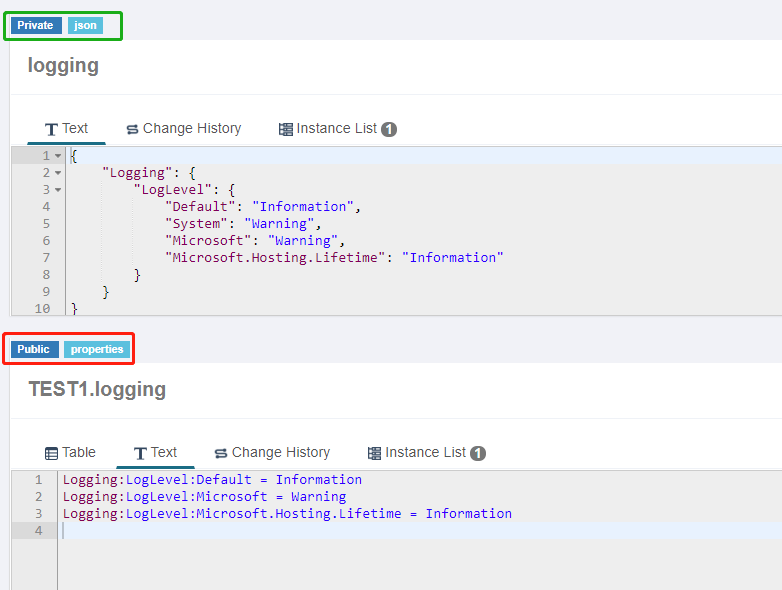 Private json
logging
Text Change History Instance List 1
1 {
2 "Logging": {
3 "LogLevel": {
4 "Default": "Information",
5 "System": "Warning",
6 "Microsoft": "Warning",
7 "Microsoft.Hosting.Lifetime": "Information"
8 }
9 }
10 }
Public properties
TEST1.logging
Table Text Change History Instance List 1
1 Logging:LogLevel:Default = Information
2 Logging:LogLevel:Microsoft = Warning
3 Logging:LogLevel:Microsoft.Hosting.Lifetime = Information
4